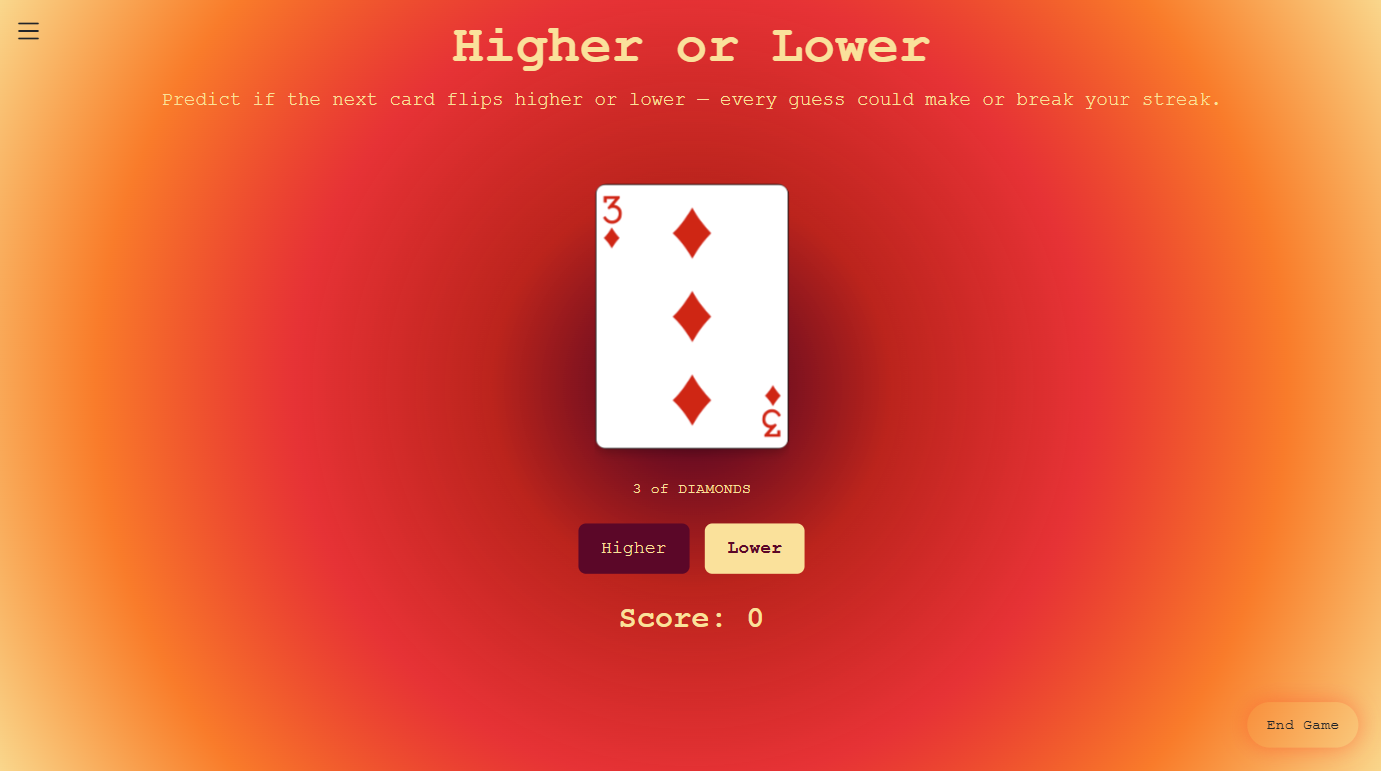 Higher or Lower
Predict if the next card flips higher or lower — every guess could make or break your streak.
3
3
3 of DIAMONDS
Higher
Lower
Score: 0
End Game